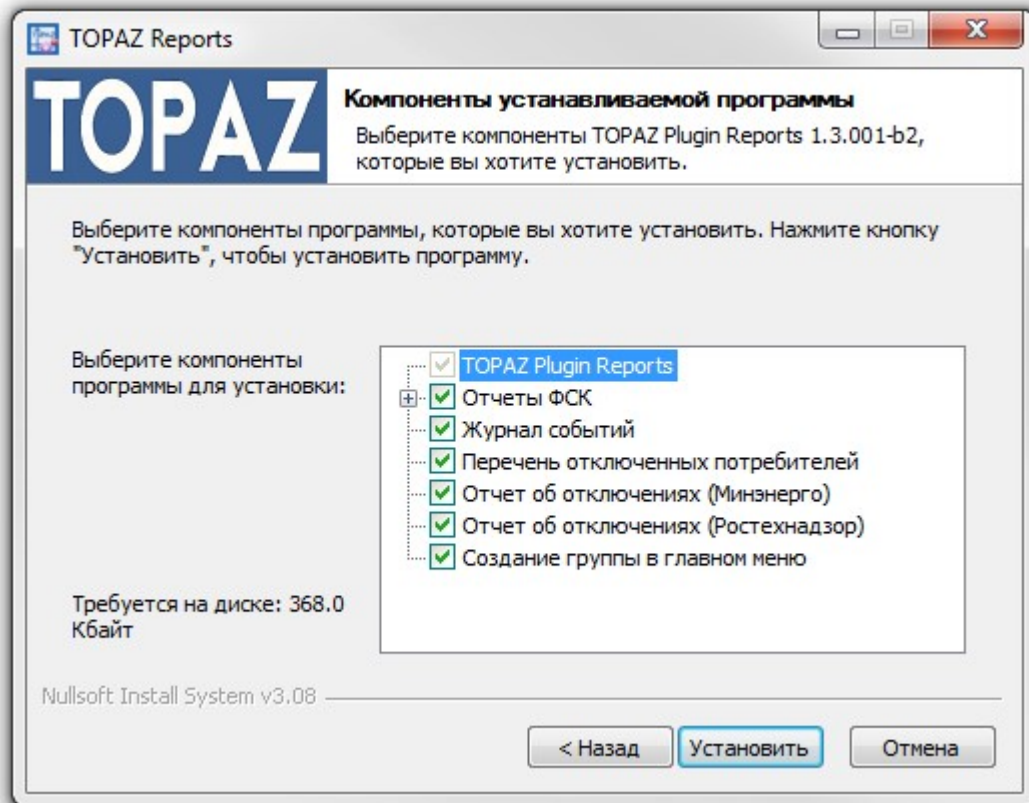 TOPAZ Reports
TOPAZ
Компоненты устанавливаемой программы
Выберите компоненты TOPAZ Plugin Reports 1.3.001-b2,
которые вы хотите установить.
Выберите компоненты программы, которые вы хотите установить. Нажмите кнопку
"Установить", чтобы установить программу.
Выберите компоненты
программы для установки:
TOPAZ Plugin Reports
Отчеты ФСК
Журнал событий
Перечень отключенных потребителей
Отчет об отключениях (Минэнерго)
Отчет об отключениях (Ростехнадзор)
Создание группы в главном меню
Требуется на диске: 368.0
Кбайт
Nullsoft Install System v3.08
< Назад
Установить
Отмена